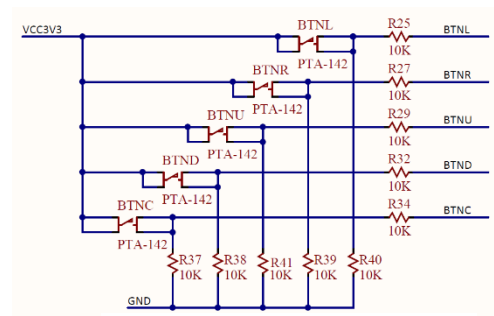 BTNL R25
VCC3V3 BTNL
10K
BTNR PTA-142 R27
BTNR
10K
BTNU PTA-142 R29
BTNU
10K
BTND PTA-142 R32
BTND
10K
BTNC PTA-142 R34
BTNC
10K
PTA-142
R37 R38 R41 R39 R40
10K 10K 10K 10K 10K
GND